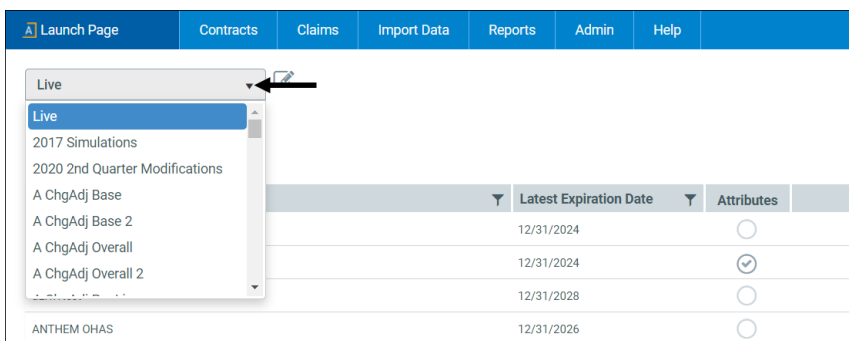 A Launch Page Contracts Claims Import Data Reports Admin Help
Live
Live
2017 Simulations
2020 2nd Quarter Modifications
A ChgAdj Base
Latest Expiration Date Attributes
A ChgAdj Base 2
12/31/2024
A ChgAdj Overall
A ChgAdj Overall 2
12/31/2024
12/31/2028
ANTHEM OHAS 12/31/2026